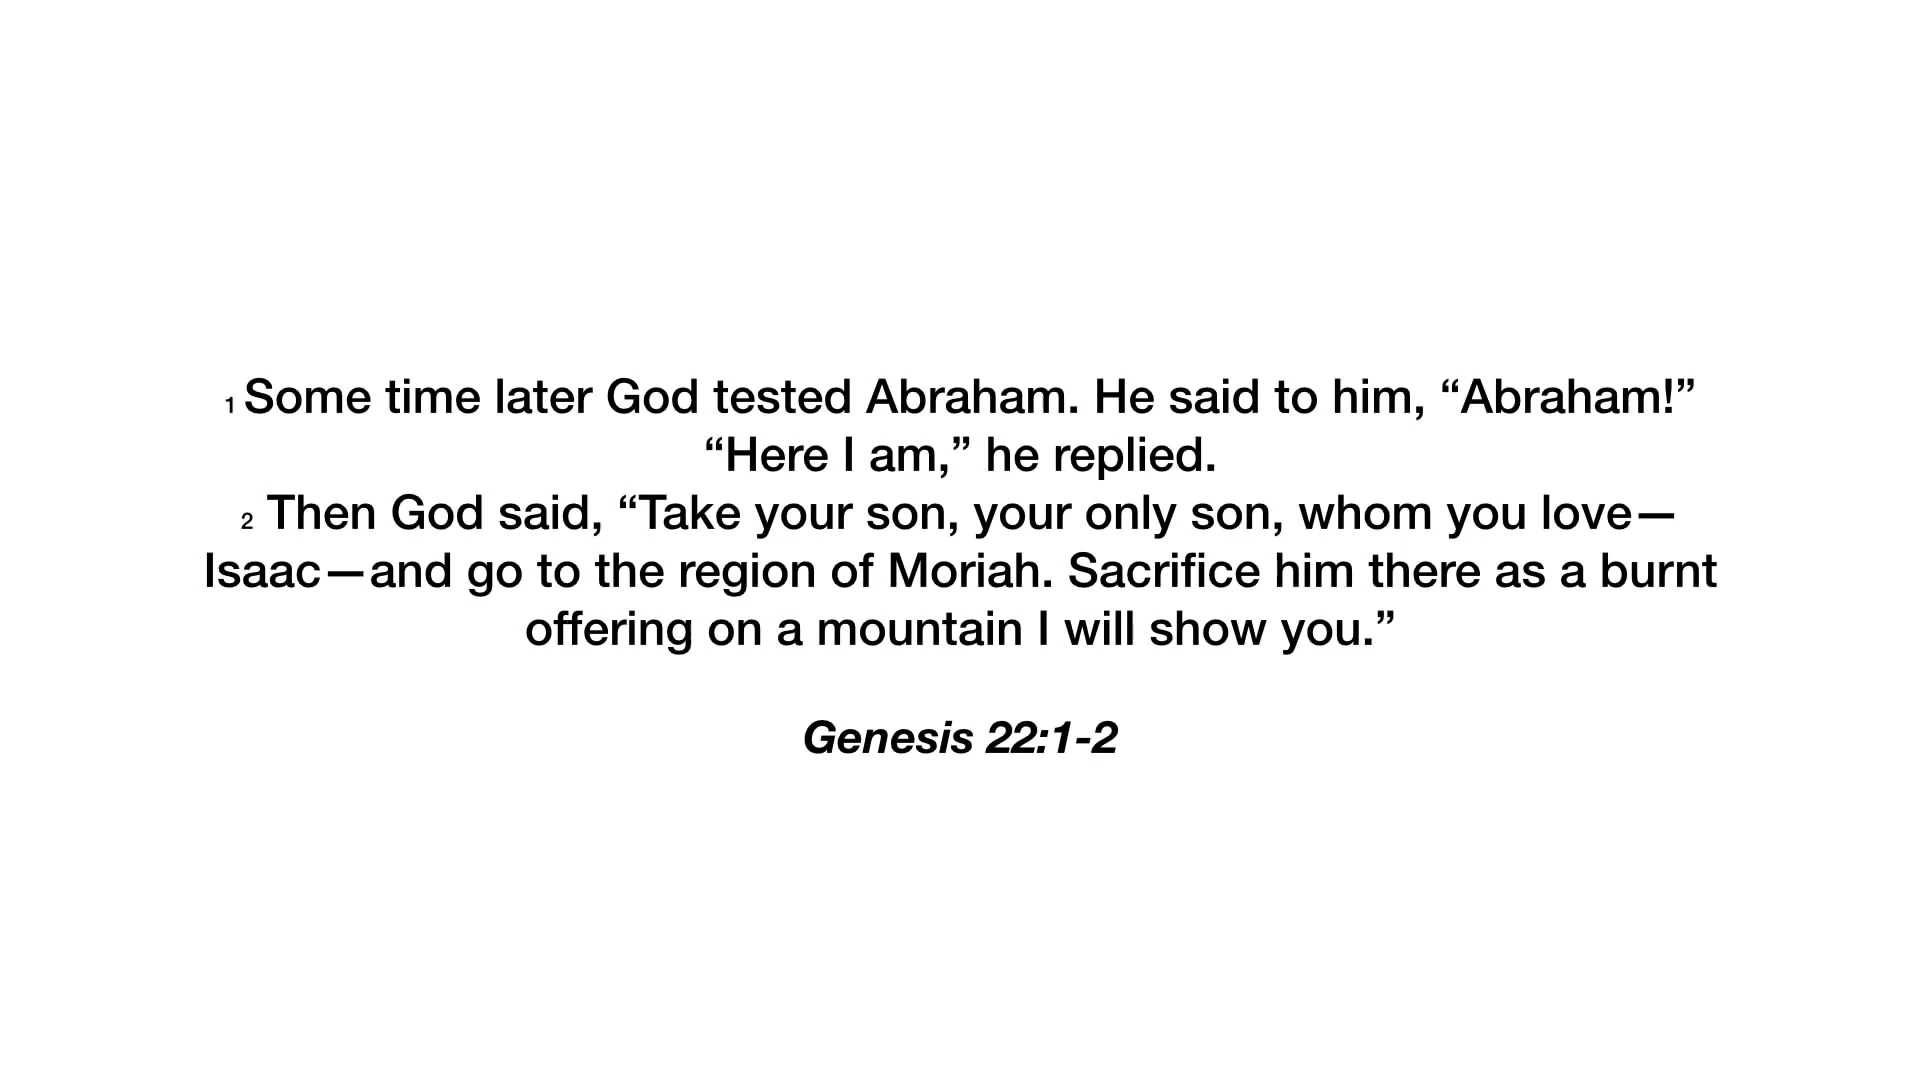 1 Some time later God tested Abraham. He said to him, “Abraham!”
“Here I am,” he replied.
2 Then God said, “Take your son, your only son, whom you love—
Isaac—and go to the region of Moriah. Sacrifice him there as a burnt
offering on a mountain I will show you.”
Genesis 22:1-2